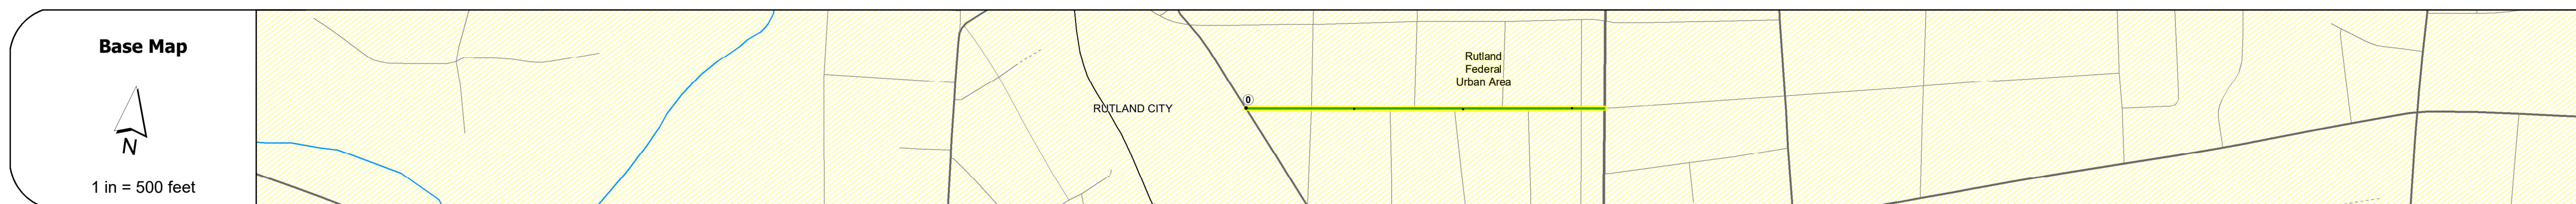 Base Map
N
1 in = 500 feet
RUTLAND CITY
0
Rutland
Federal
Urban Area